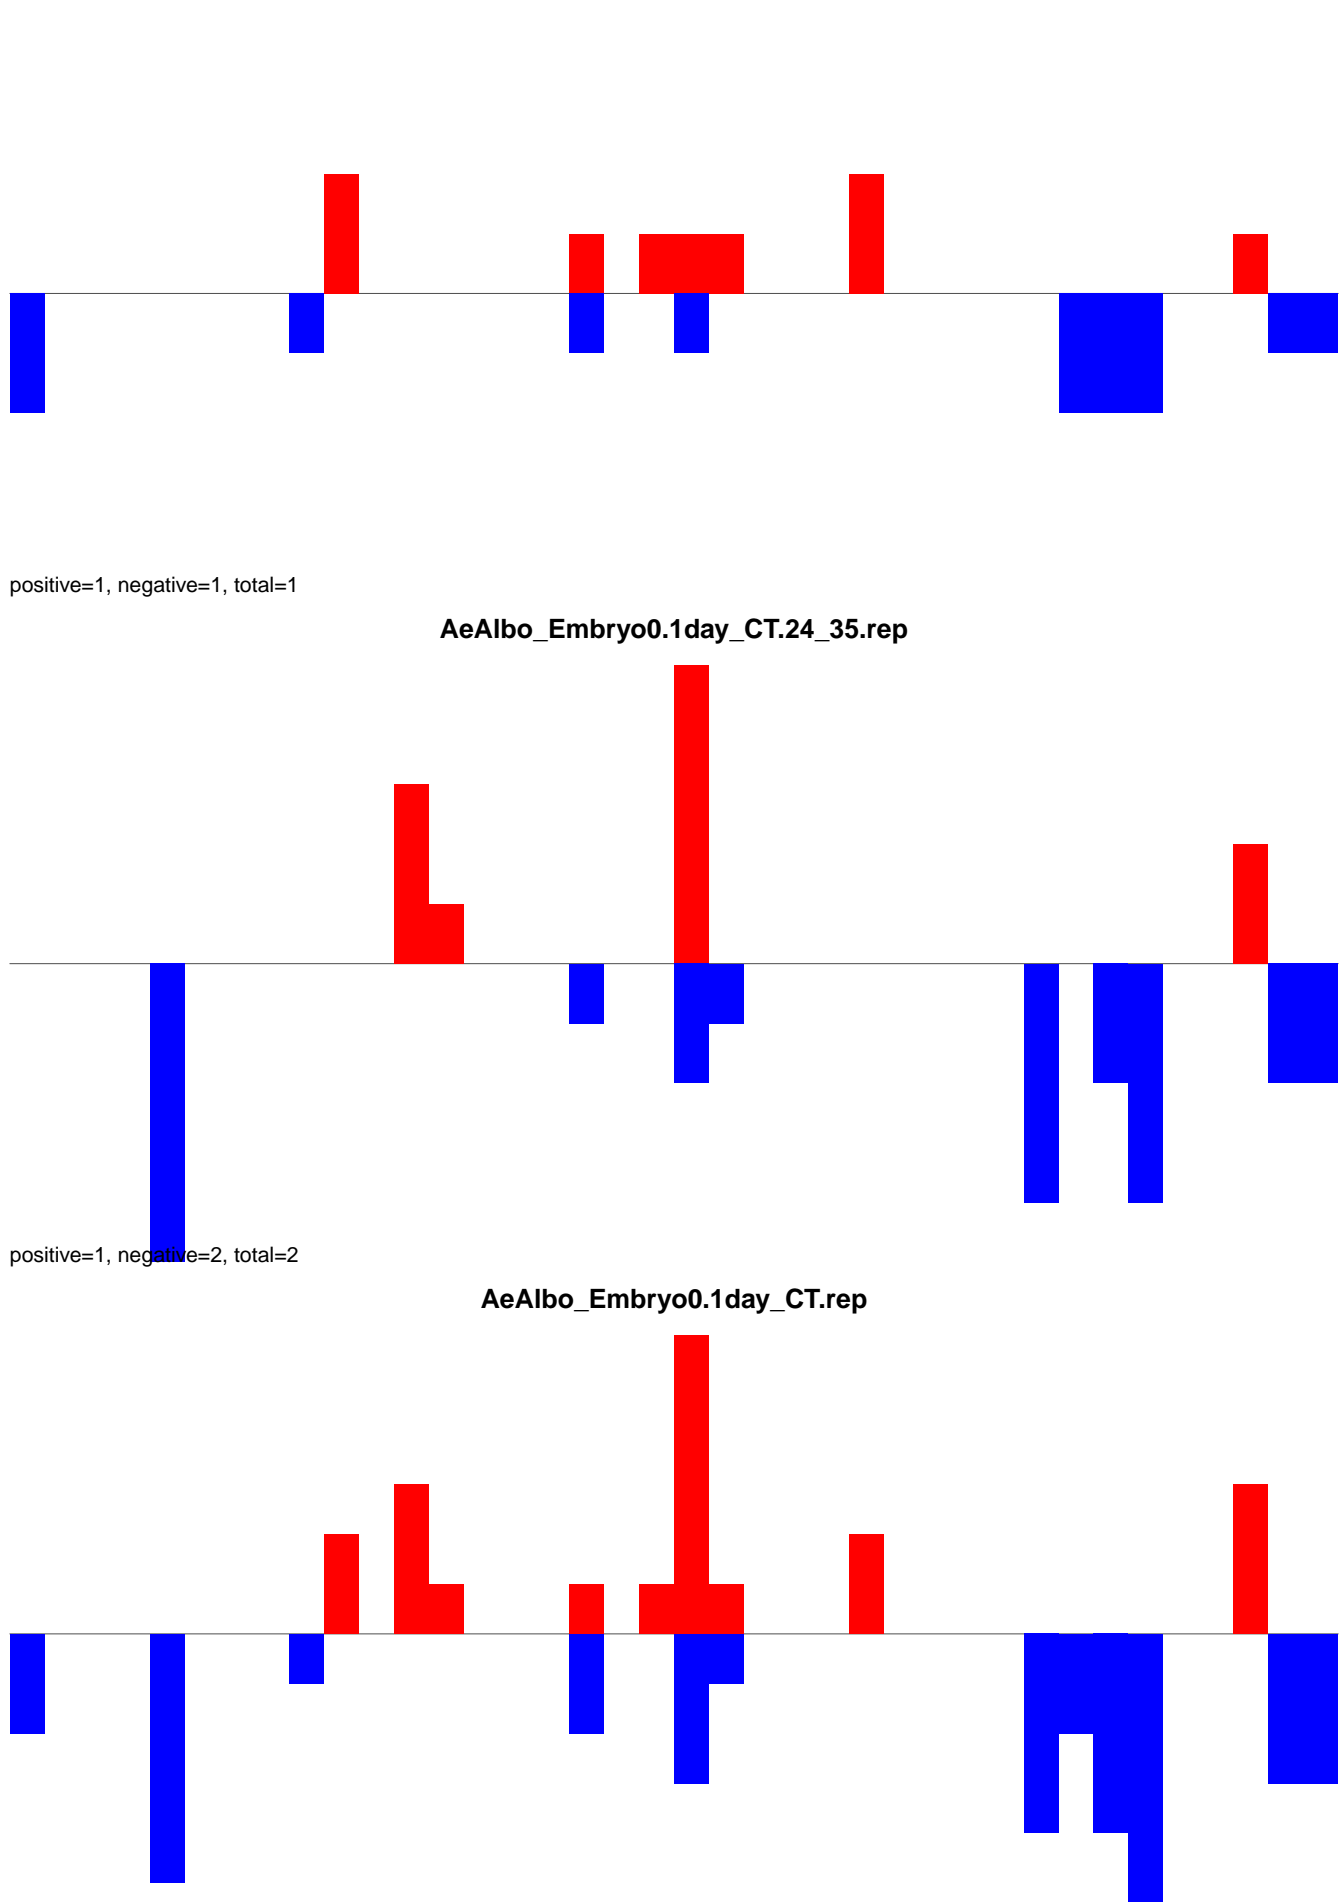 positive=1, negative=1, total=1
AeAlbo_Embryo0.1day_CT.24_35.rep
positive=1, negative=2, total=2
AeAlbo_Embryo0.1day_CT.rep